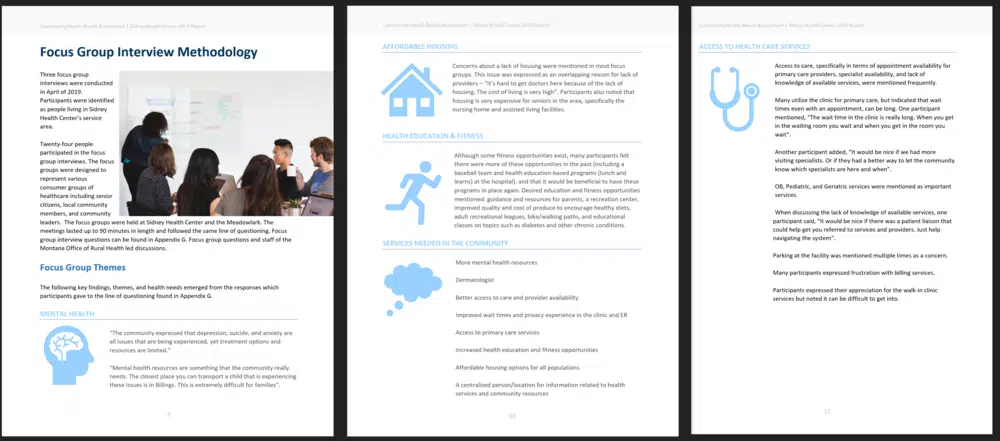 Community Health Needs Assessment | Sidney Health Center 2019 Report
Focus Group Interview Methodology
Three focus group
interviews were conducted
in April of 2019.
Participants were identified
as people living in Sidney
Health Center's service
area.
Twenty-four people
participated in the focus
group interviews. The focus
groups were designed to
represent various
consumer groups of
healthcare including senior
citizens, local community
members, and community
leaders. The focus groups were held at Sidney Health Center and the Meadowlark. The
meetings lasted up to 90 minutes in length and followed the same line of questioning. Focus
group interview questions can be found in Appendix G. Focus group questions and staff of the
Montana Office of Rural Health led discussions.
Focus Group Themes
The following key findings, themes, and health needs emerged from the responses which
participants gave to the line of questioning found in Appendix G.
MENTAL HEALTH
"The community expressed that depression, suicide, and anxiety are
all issues that are being experienced, yet treatment options and
resources are limited."
"Mental health resources are something that the community really
needs. The closest place you can transport a child that is experiencing
these issues is in Billings. This is extremely difficult for families".
9
Community Health Needs Assessment | Sidney Health Center 2019 Report
AFFORDABLE HOUSING
Concerns about a lack of housing were mentioned in most focus
groups. This issue was expressed as an overlapping reason for lack of
providers – "It's hard to get doctors here because of the lack of
housing. The cost of living is very high". Participants also noted that
housing is very expensive for seniors in the area, specifically the
nursing home and assisted living facilities.
HEALTH EDUCATION & FITNESS
Although some fitness opportunities exist, many participants felt
there were more of these opportunities in the past (including a
baseball team and health education-based programs (lunch and
learns) at the hospital), and that it would be beneficial to have these
programs in place again. Desired education and fitness opportunities
mentioned: guidance and resources for parents, a recreation center,
improved quality and cost of produce to encourage healthy diets,
adult recreational leagues, bike/walking paths, and educational
classes on topics such as diabetes and other chronic conditions.
SERVICES NEEDED IN THE COMMUNITY
More mental health resources
Dermatologist
Better access to care and provider availability
Improved wait times and privacy experience in the clinic and ER
Access to primary care services
Increased health education and fitness opportunities
Affordable housing options for all populations
A centralized person/location for information related to health
services and community resources
10
Community Health Needs Assessment | Sidney Health Center 2019 Report
ACCESS TO HEALTH CARE SERVICES
Access to care, specifically in terms of appointment availability for
primary care providers, specialist availability, and lack of
knowledge of available services, were mentioned frequently.
Many utilize the clinic for primary care, but indicated that wait
times even with an appointment, can be long. One participant
mentioned, "The wait time in the clinic is really long. When you get
in the waiting room you wait and when you get in the room you
wait".
Another participant added, "It would be nice if we had more
visiting specialists. Or if they had a better way to let the community
know which specialists are here and when".
OB, Pediatric, and Geriatric services were mentioned as important
services.
When discussing the lack of knowledge of available services, one
participant said, "It would be nice if there was a patient liaison that
could help get you referred to services and providers. Just help
navigating the system".
Parking at the facility was mentioned multiple times as a concern.
Many participants expressed frustration with billing services.
Participants expressed their appreciation for the walk-in clinic
services but noted it can be difficult to get into.
11